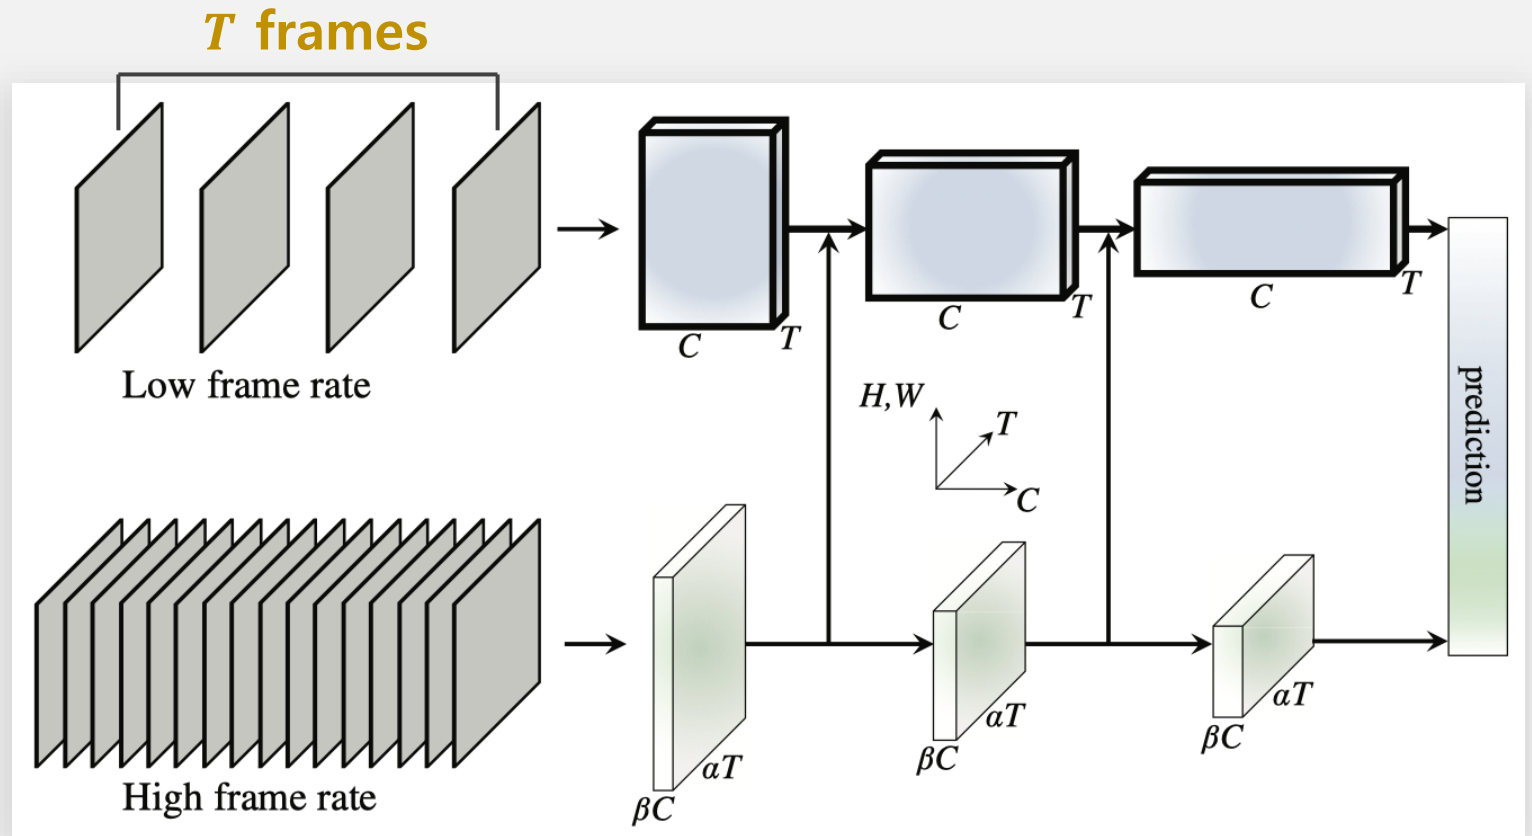 T frames
C
T
C
T
C
T
Low frame rate
H,W
T
C
prediction
αT
βC
αT
βC
αT
βC
High frame rate